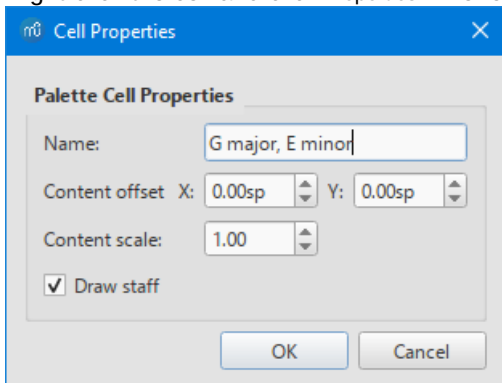 Cell Properties
Palette Cell Properties
Name: G major, E minor
Content offset X: 0.00sp Y: 0.00sp
Content scale: 1.00
Draw staff
OK Cancel